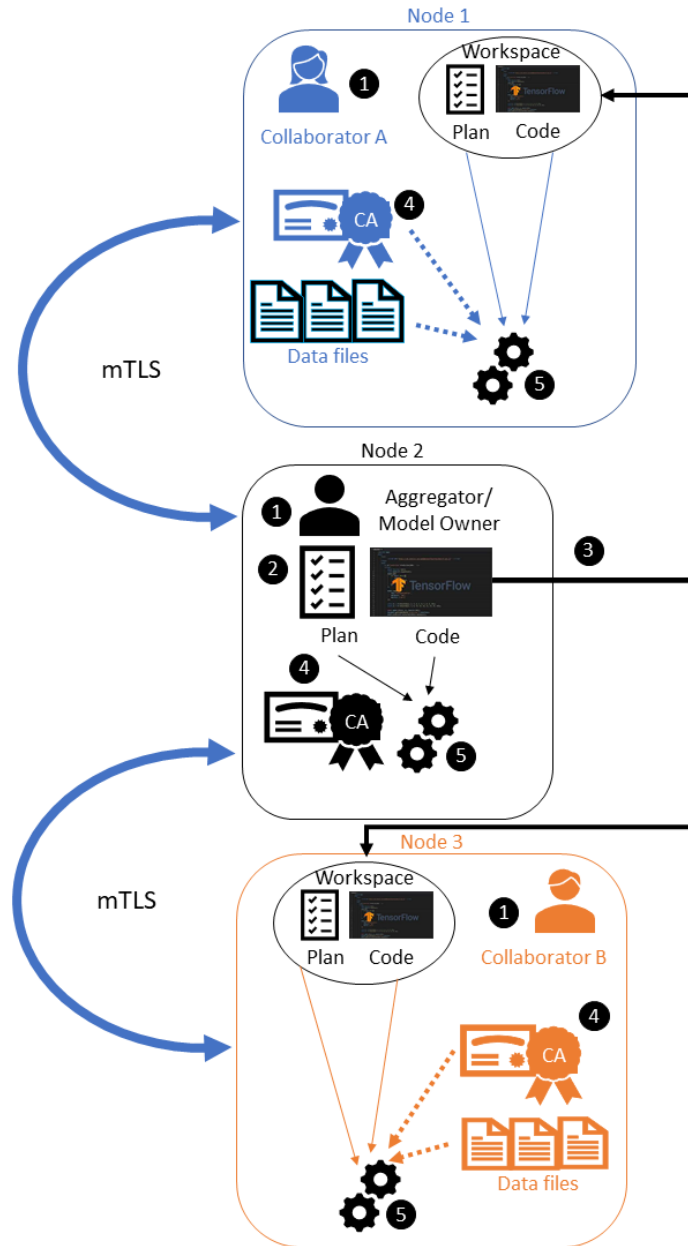 Node 1
Workspace
1
TensorFlow
Collaborator A
Plan Code
4
CA
Data files
mTLS
5
Node 2
1
Aggregator/
Model Owner
2
3
TensorFlow
Plan Code
4
CA
5
mTLS
Node 3
Workspace
1
TensorFlow
Plan Code
Collaborator B
4
CA
Data files
5